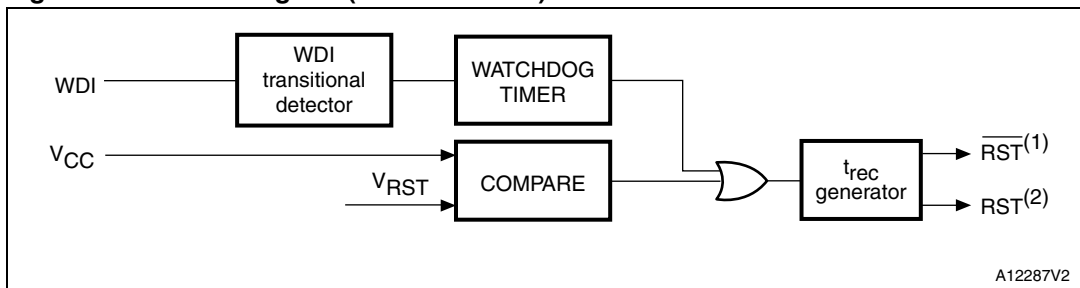 WDI
WDI
transitional
detector
WATCHDOG
TIMER
VCC
VRST
COMPARE
trec
generator
RST(1)
RST(2)
A12287V2